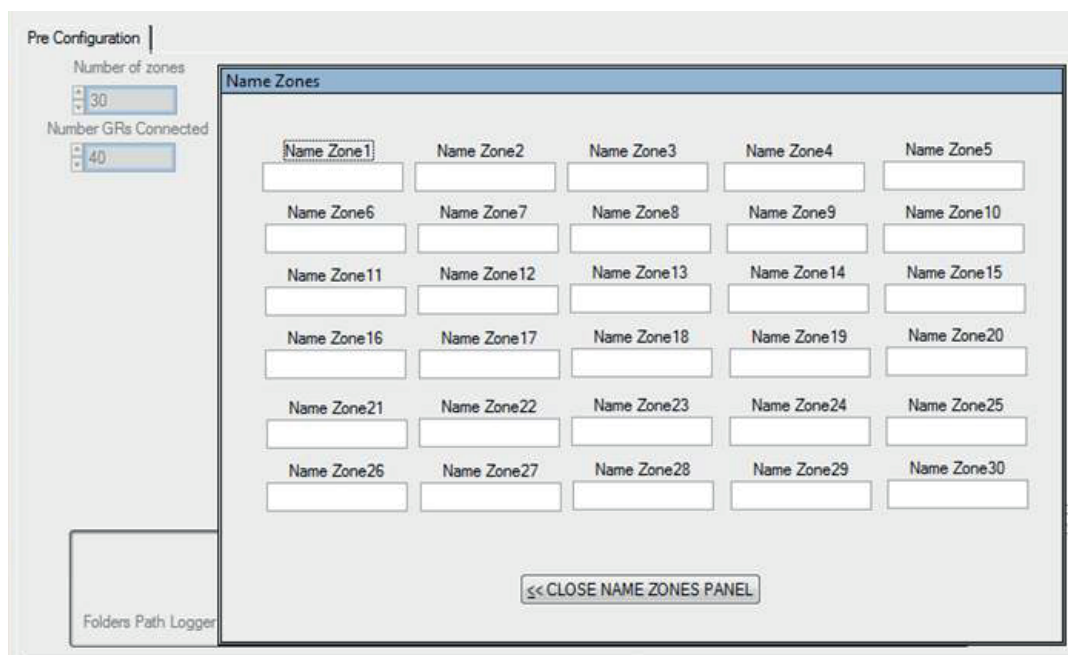 Pre Configuration
Number of zones
30
Number GRs Connected
40
Name Zones
Name Zone1 Name Zone2 Name Zone3 Name Zone4 Name Zone5
Name Zone6 Name Zone7 Name Zone8 Name Zone9 Name Zone10
Name Zone11 Name Zone12 Name Zone13 Name Zone14 Name Zone15
Name Zone16 Name Zone17 Name Zone18 Name Zone19 Name Zone20
Name Zone21 Name Zone22 Name Zone23 Name Zone24 Name Zone25
Name Zone26 Name Zone27 Name Zone28 Name Zone29 Name Zone30
<< CLOSE NAME ZONES PANEL
Folders Path Logger